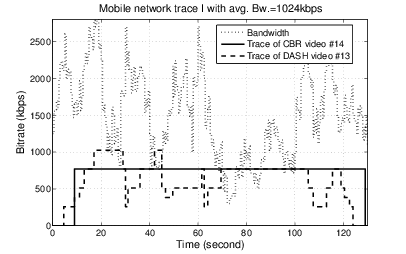 Mobile network trace I with avg. Bw.=1024kbps
Bandwidth
Trace of CBR video #14
Trace of DASH video #13
Bitrate (kbps)
2500
2000
1500
1000
500
0
0 20 40 60 80 100 120
Time (second)